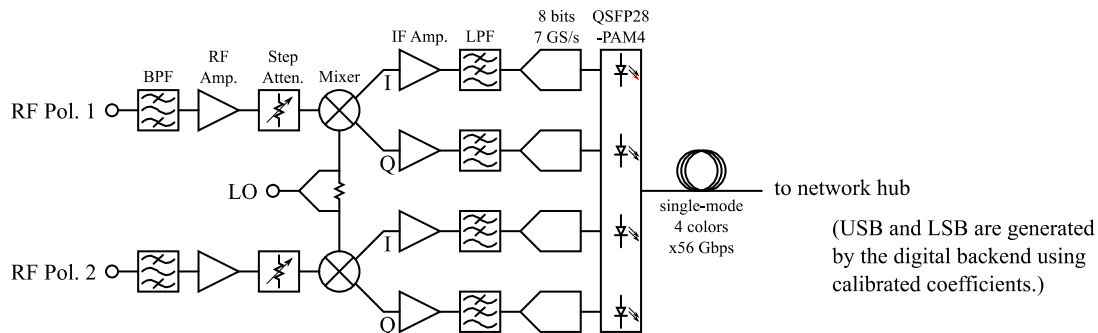 8 bits
7 GS/s
QSFP28
-PAM4
IF Amp.
LPF
RF
Amp.
Step
Atten.
BPF
Mixer
I
RF Pol. 1
Q
LO
to network hub
single-mode
4 colors
x56 Gbps
(USB and LSB are generated
by the digital backend using
calibrated coefficients.)
I
RF Pol. 2
Q